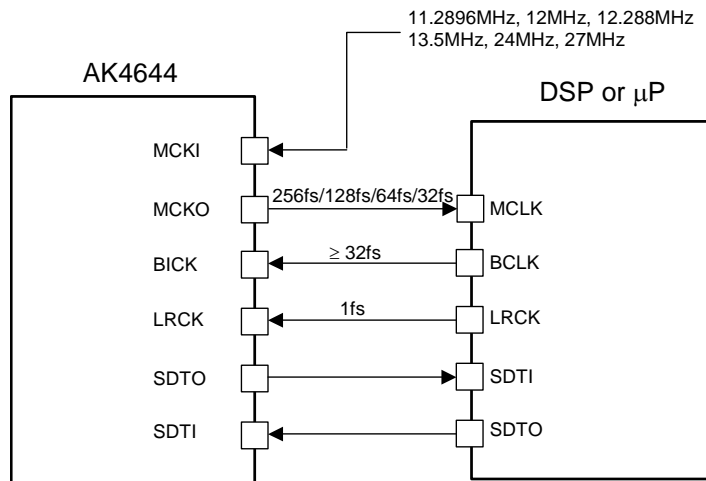 11.2896MHz, 12MHz, 12.288MHz
13.5MHz, 24MHz, 27MHz
AK4644
DSP or μP
MCKI
MCKO
256fs/128fs/64fs/32fs
MCLK
BICK
≥ 32fs
BCLK
LRCK
1fs
LRCK
SDTO
SDTI
SDTI
SDTO